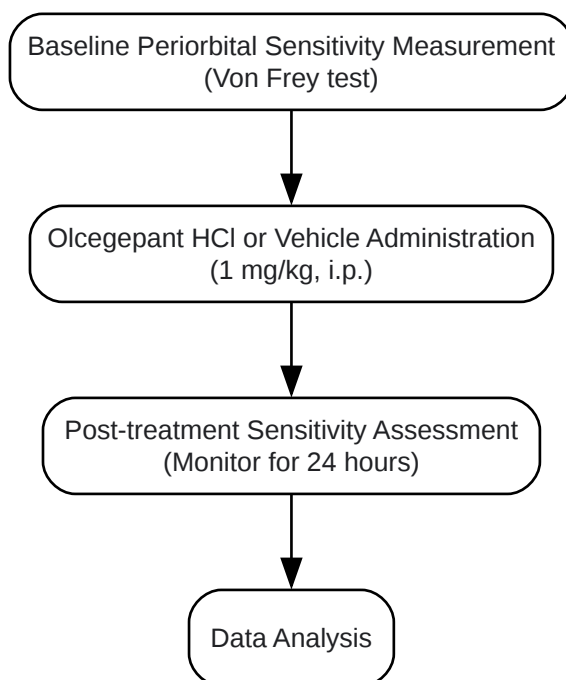 Baseline Periorbital Sensitivity Measurement
(Von Frey test)
Olcegepant HCl or Vehicle Administration
(1 mg/kg, i.p.)
Post-treatment Sensitivity Assessment
(Monitor for 24 hours)
Data Analysis